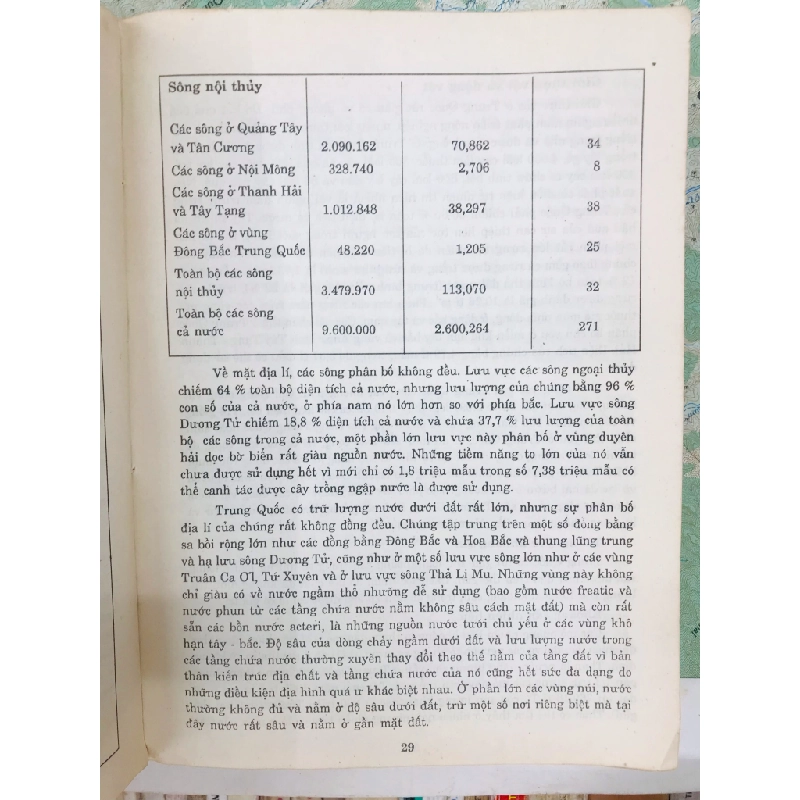 Sông nội thủy
Các sông ở Quảng Tây
và Tân Cương 2.090.162 70,862 34
Các sông ở Nội Mông 328.740 2,706 8
Các sông ở Thanh Hải
và Tây Tạng 1.012.848 38,297 38
Các sông ở vùng
Đông Bắc Trung Quốc 48.220 1,205 25
Toàn bộ các sông
nội thủy 3.479.970 113,070 32
Toàn bộ các sông
cả nước 9.600.000 2.600,264 271
Về mặt địa lí, các sông phân bố không đều. Lưu vực các sông ngoại thủy
chiếm 64 % toàn bộ diện tích cả nước, nhưng lưu lượng của chúng bằng 96 %
con số của cả nước, ở phía nam nó lớn hơn so với phía bắc. Lưu vực sông
Dương Tử chiếm 18,8 % diện tích cả nước và chứa 37,7 % lưu lượng của toàn
bộ các sông trong cả nước, một phần lớn lưu vực này phân bố ở vùng duyên
hải dọc bờ biển rất giàu nguồn nước. Những tiềm năng to lớn của nó vẫn
chưa được sử dụng hết vì mới chỉ có 1,8 triệu mẫu trong số 7,38 triệu mẫu có
thể canh tác được cây trồng ngập nước là được sử dụng.
Trung Quốc có trữ lượng nước dưới đất rất lớn, nhưng sự phân bố
địa lí của chúng rất không đồng đều. Chúng tập trung trên một số đồng bằng
sa bồi rộng lớn như các đồng bằng Đông Bắc và Hoa Bắc và thung lũng trung
và hạ lưu sông Dương Tử, cũng như ở một số lưu vực sông lớn như ở các vùng
Truân Ca Ơl, Tứ Xuyên và ở lưu vực sông Thả Lị Mu. Những vùng này không
chỉ giàu có về nước ngầm thổ nhưỡng dễ sử dụng (bao gồm nước freatic và
nước phun từ các tầng chứa nước nằm không sâu cách mặt đất) mà còn rất
sẵn các bồn nước acteri, là những nguồn nước tưới chủ yếu ở các vùng khô
hạn tây - bắc. Độ sâu của dòng chảy ngầm dưới đất và lưu lượng nước trong
các tầng chứa nước thường xuyên thay đổi theo thế nằm của tầng đất vì bản
thân kiến trúc địa chất và tầng chứa nước của nó cũng hết sức đa dạng do
những điều kiện địa hình quá ư khác biệt nhau. Ở phần lớn các vùng núi, nước
thường không đủ và nằm ở độ sâu dưới đất, trừ một số nơi riêng biệt mà tại
đây nước rất sâu và nằm ở gần mặt đất.
29